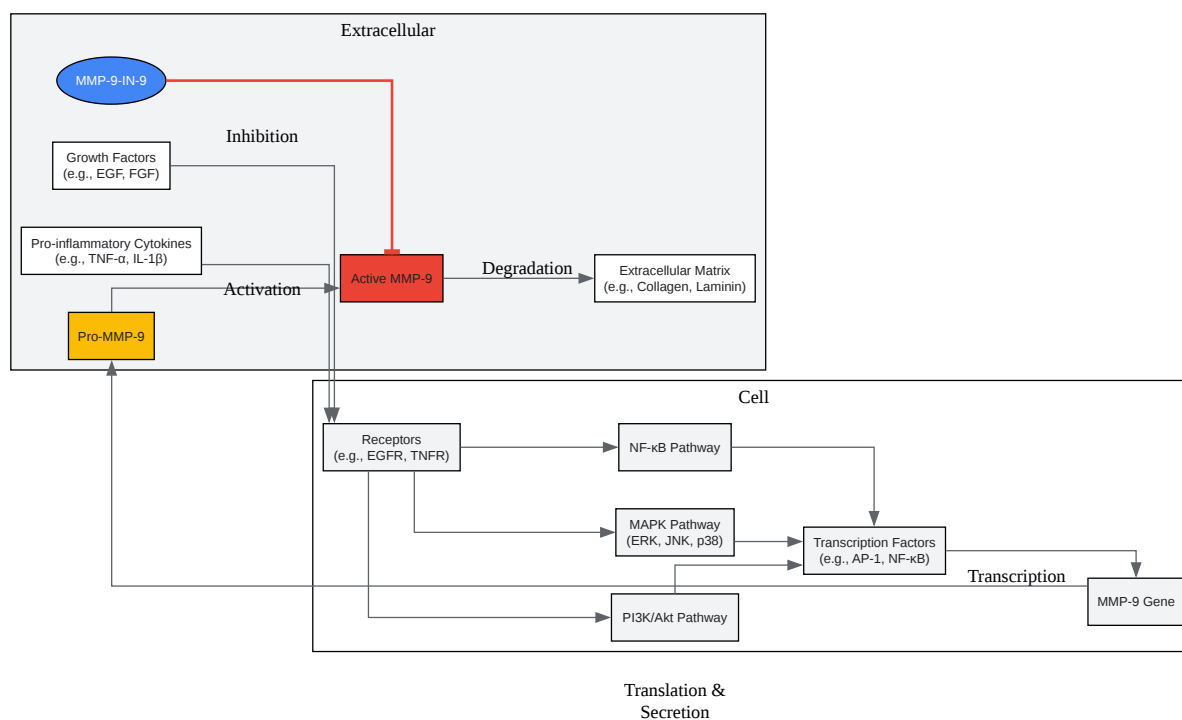 Extracellular
MMP-9-IN-9
Inhibition
Growth Factors
(e.g., EGF, FGF)
Pro-inflammatory Cytokines
(e.g., TNF-α, IL-1β)
Active MMP-9
Degradation
Extracellular Matrix
(e.g., Collagen, Laminin)
Activation
Pro-MMP-9
Cell
Receptors
(e.g., EGFR, TNFR)
NF-κB Pathway
MAPK Pathway
(ERK, JNK, p38)
Transcription Factors
(e.g., AP-1, NF-κB)
Transcription
MMP-9 Gene
PI3K/Akt Pathway
Translation &
Secretion